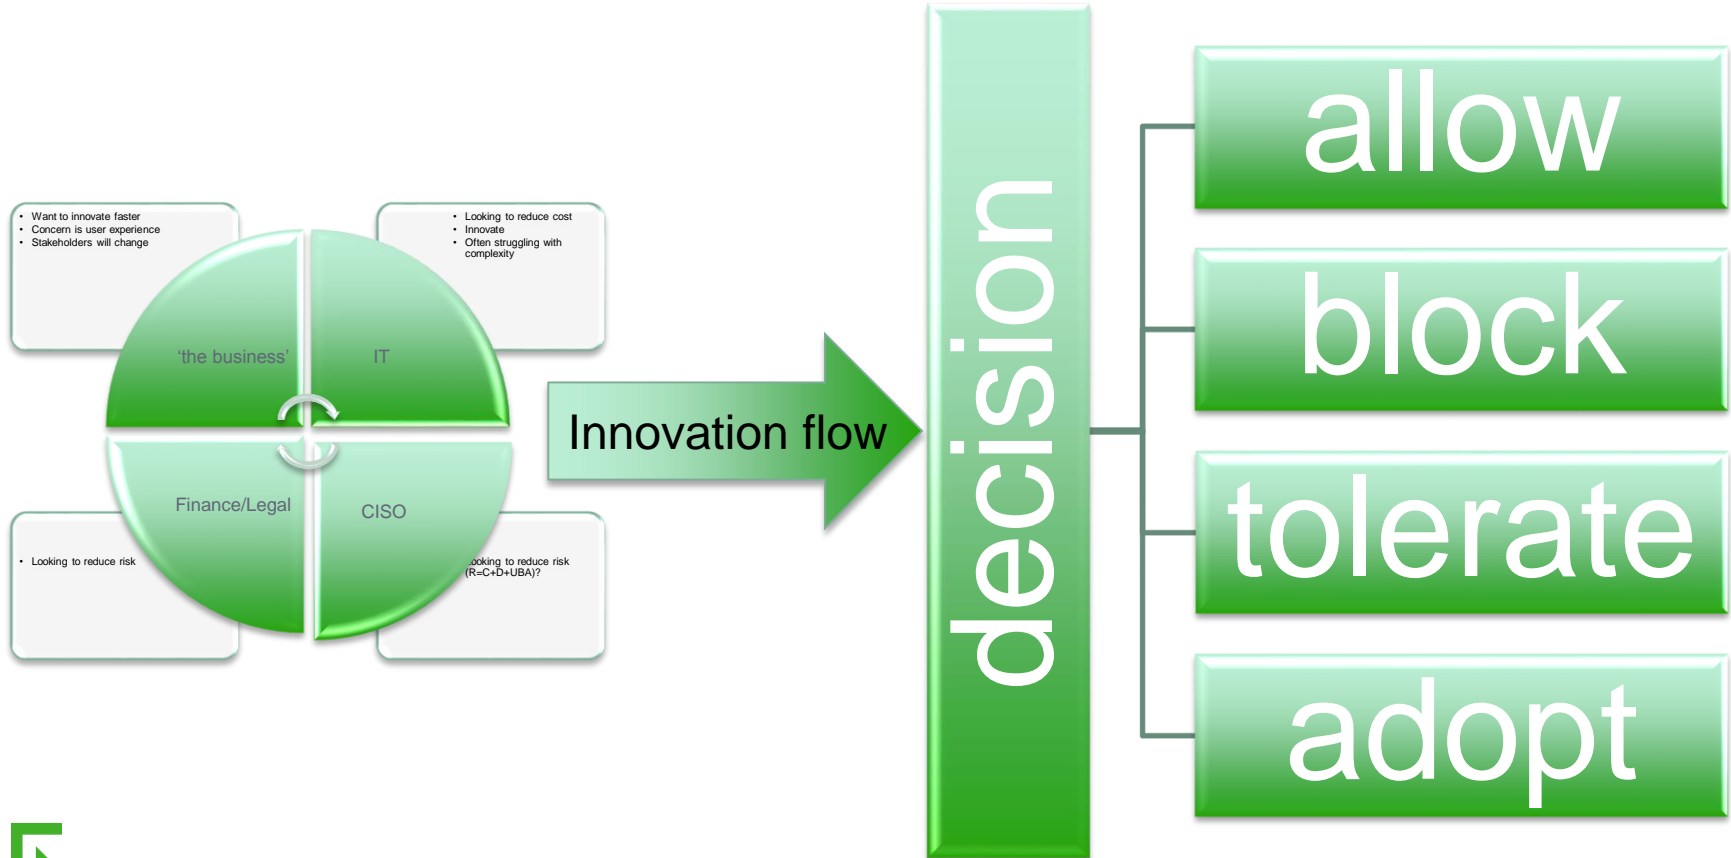 • Want to innovate faster
• Concern is user experience
• Stakeholders will change
• Looking to reduce cost
• Innovate
• Often struggling with
complexity
‘the business’
IT
Finance/Legal
CISO
• Looking to reduce risk
ooking to reduce risk
(R=C+D+UBA)?
Innovation flow
decision
allow
block
tolerate
adopt